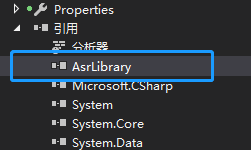 Properties
引用
分析器
AsrLibrary
Microsoft.CSharp
System
System.Core
System.Data